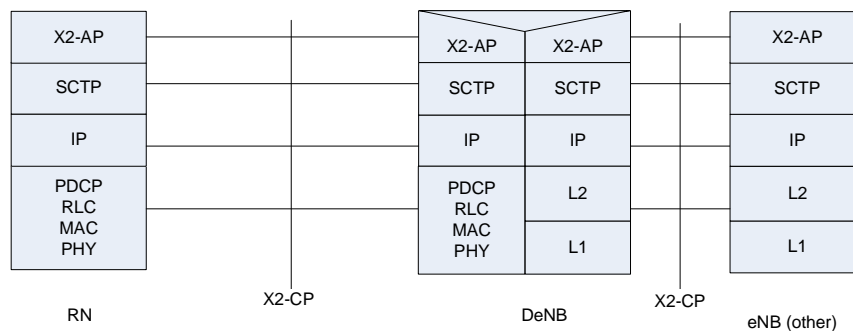 X2-AP
SCTP
IP
PDCP
RLC
MAC
PHY
RN
X2-CP
X2-AP
X2-AP
SCTP
SCTP
IP
IP
PDCP
RLC
MAC
PHY
L2
L1
DeNB
X2-CP
X2-AP
SCTP
IP
L2
L1
eNB (other)